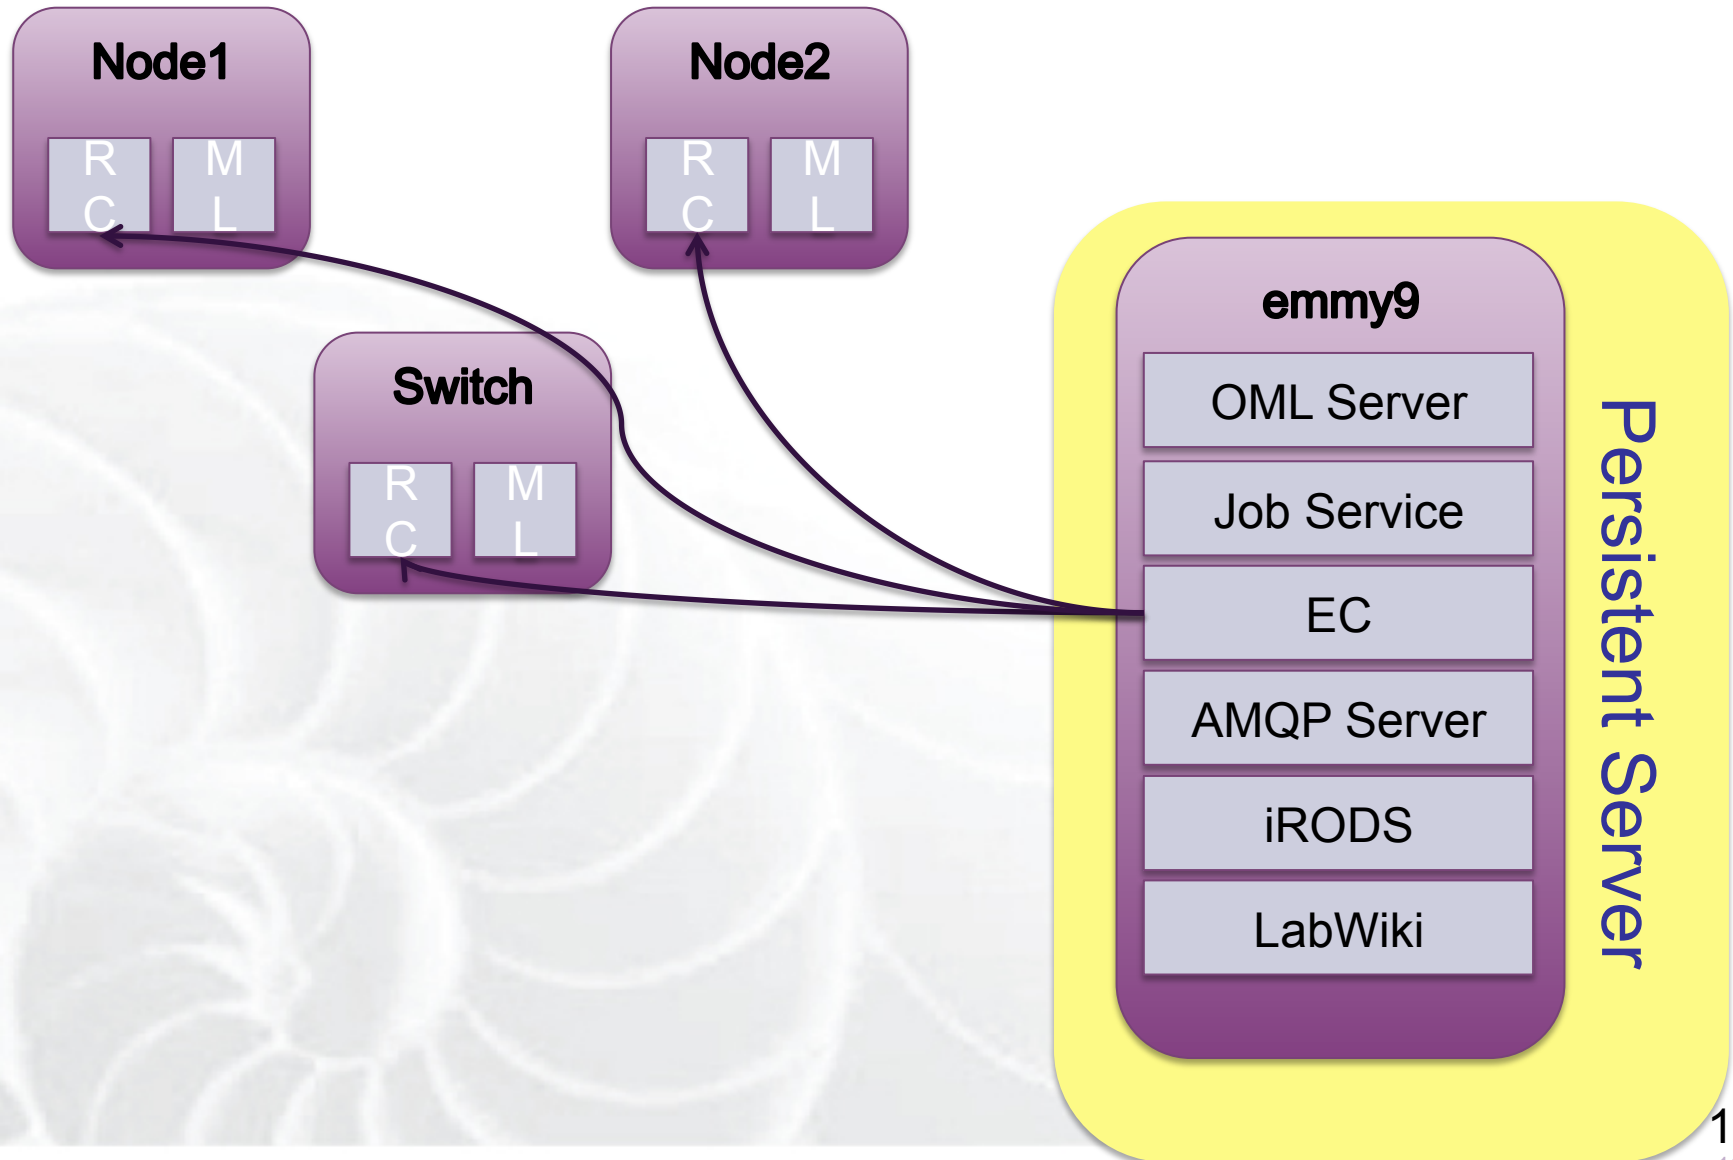 Node1
R
C
M
L
Node2
R
C
M
L
Switch
R
C
M
L
emmy9
OML Server
Job Service
EC
AMQP Server
iRODS
LabWiki
Persistent Server
1